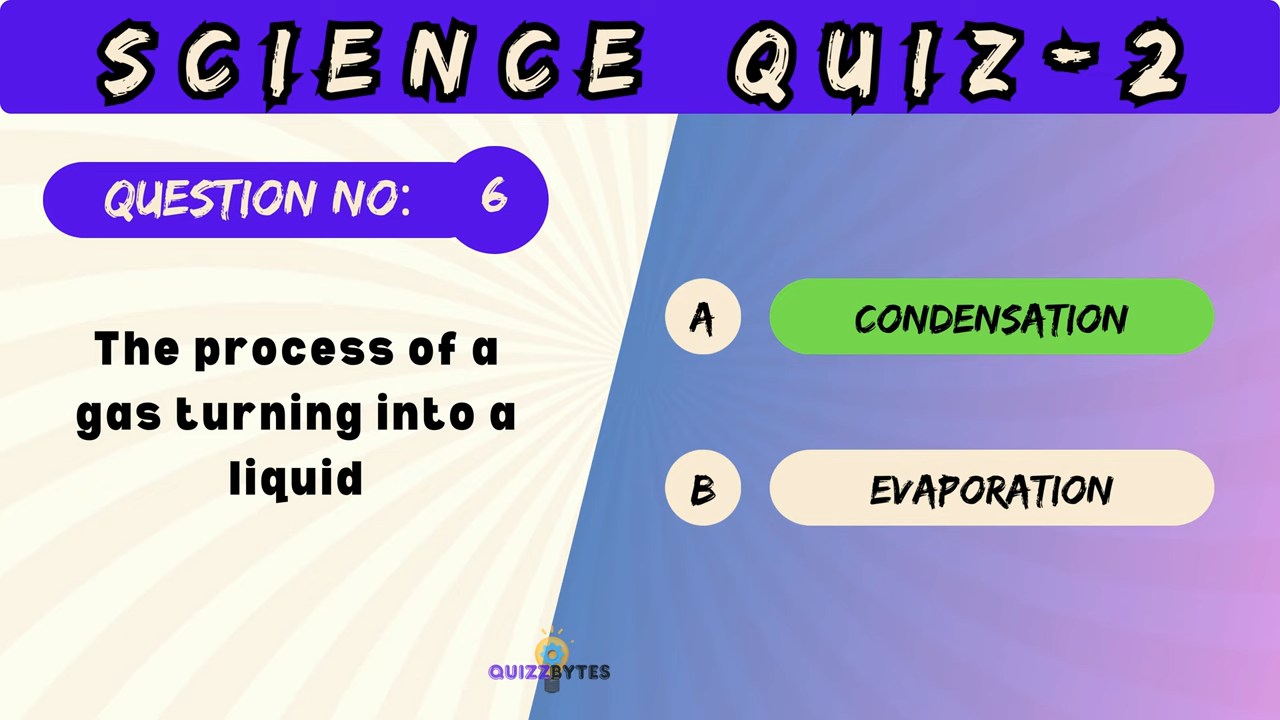 SCIENCE QUIZ-2
QUESTION NO: 6
The process of a
gas turning into a
liquid
A CONDENSATION
B EVAPORATION
QUIZZBYTES